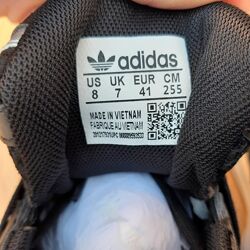 adidas
US UK EUR CM
8 7 41 255
MADE IN VIETNAM
FABRIQUE AU VIETNAM